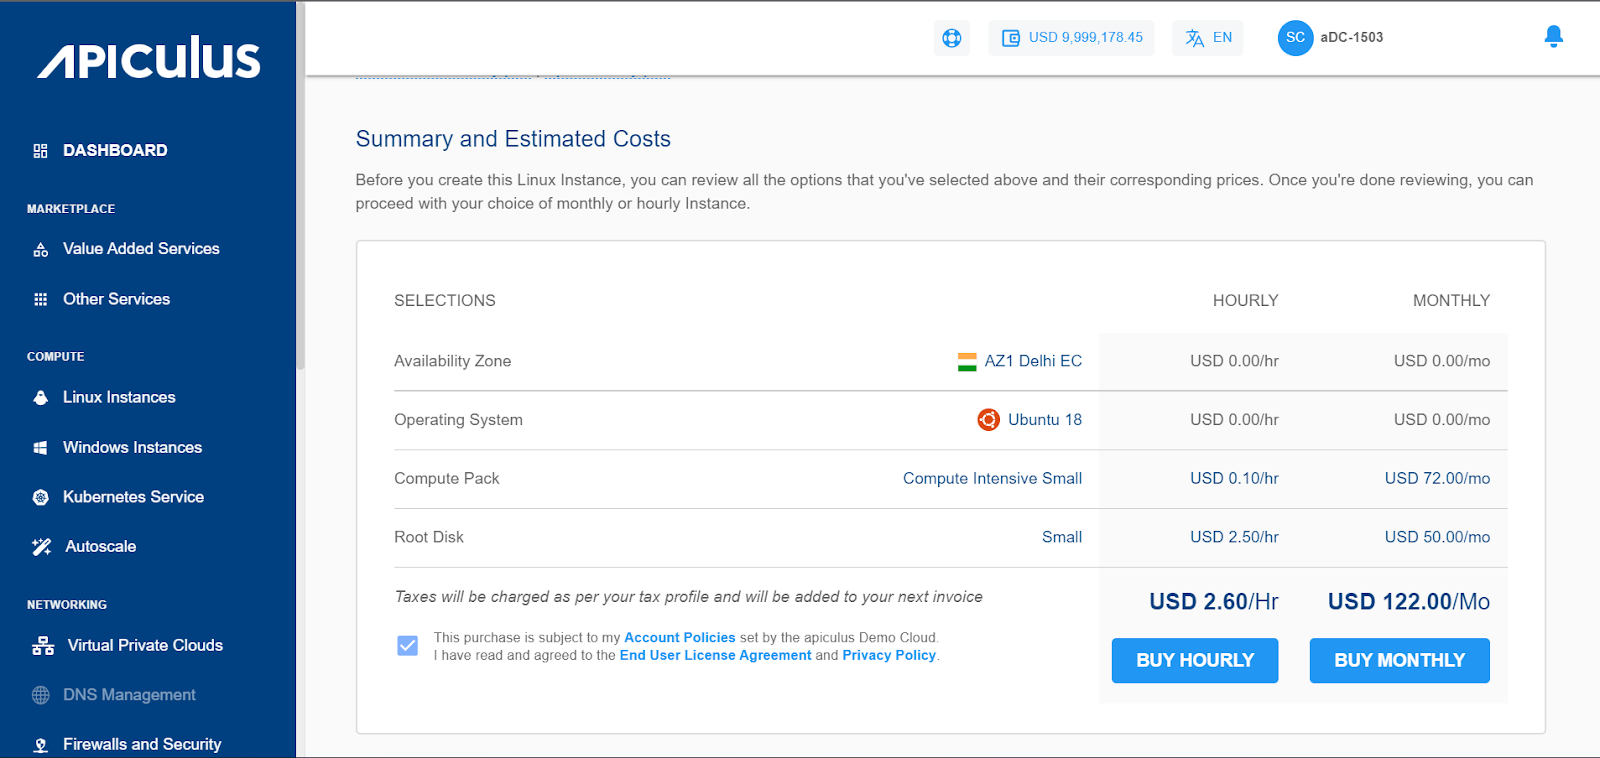 APICULUS
USD 9,999,178.45
EN
SC
aDC-1503
DASHBOARD
MARKETPLACE
Value Added Services
Other Services
COMPUTE
Linux Instances
Windows Instances
Kubernetes Service
Autoscale
NETWORKING
Virtual Private Clouds
DNS Management
Firewalls and Security
Summary and Estimated Costs
Before you create this Linux Instance, you can review all the options that you've selected above and their corresponding prices. Once you're done reviewing, you can
proceed with your choice of monthly or hourly Instance.
SELECTIONS HOURLY MONTHLY
Availability Zone AZ1 Delhi EC USD 0.00/hr USD 0.00/mo
Operating System Ubuntu 18 USD 0.00/hr USD 0.00/mo
Compute Pack Compute Intensive Small USD 0.10/hr USD 72.00/mo
Root Disk Small USD 2.50/hr USD 50.00/mo
Taxes will be charged as per your tax profile and will be added to your next invoice USD 2.60/Hr USD 122.00/Mo
This purchase is subject to my Account Policies set by the apiculus Demo Cloud.
I have read and agreed to the End User License Agreement and Privacy Policy.
BUY HOURLY BUY MONTHLY